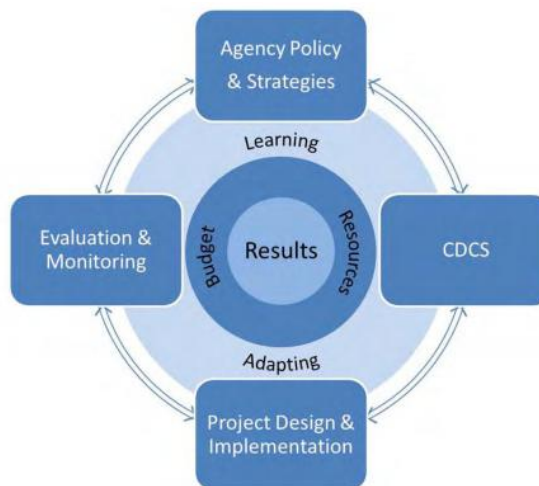 Agency Policy
& Strategies
Learning
Evaluation &
Monitoring
Budget
Results
Resources
CDCS
Adapting
Project Design &
Implementation